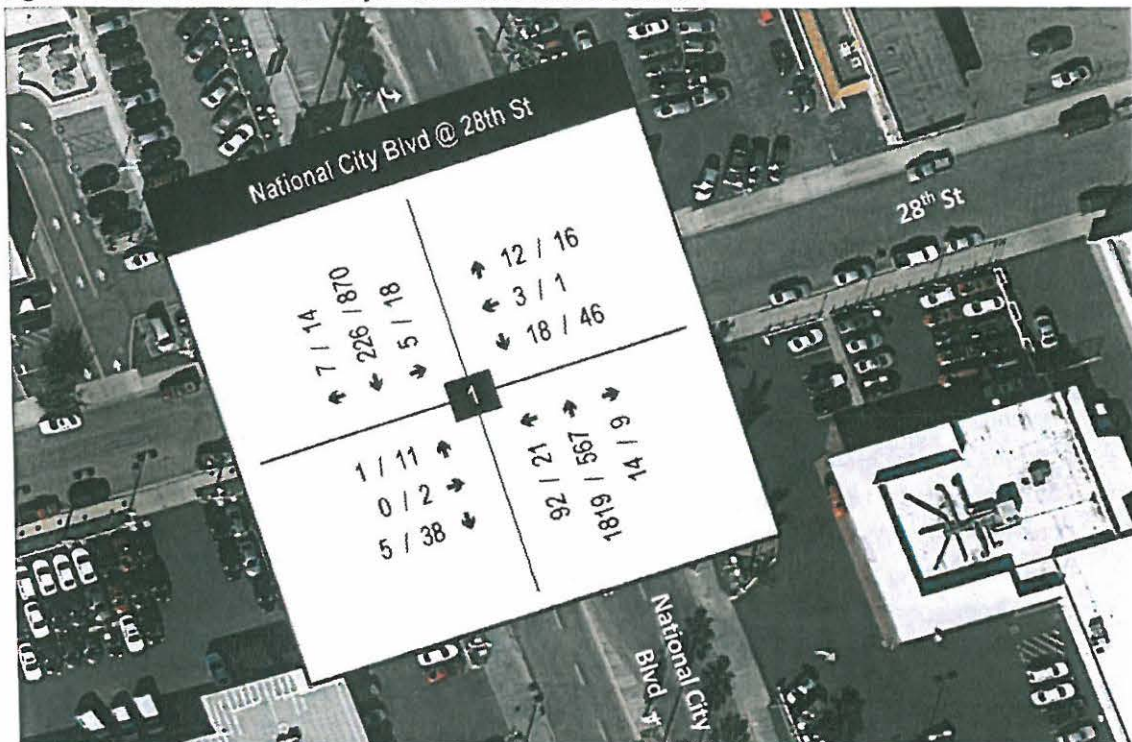 National City Blvd @ 28th St
7 / 14
226 / 870
5 / 18
12 / 16
3 / 1
18 / 46
1
1 / 11
0 / 2
5 / 38
92 / 21
1819 / 567
14 / 9
28th St
National City
Blvd